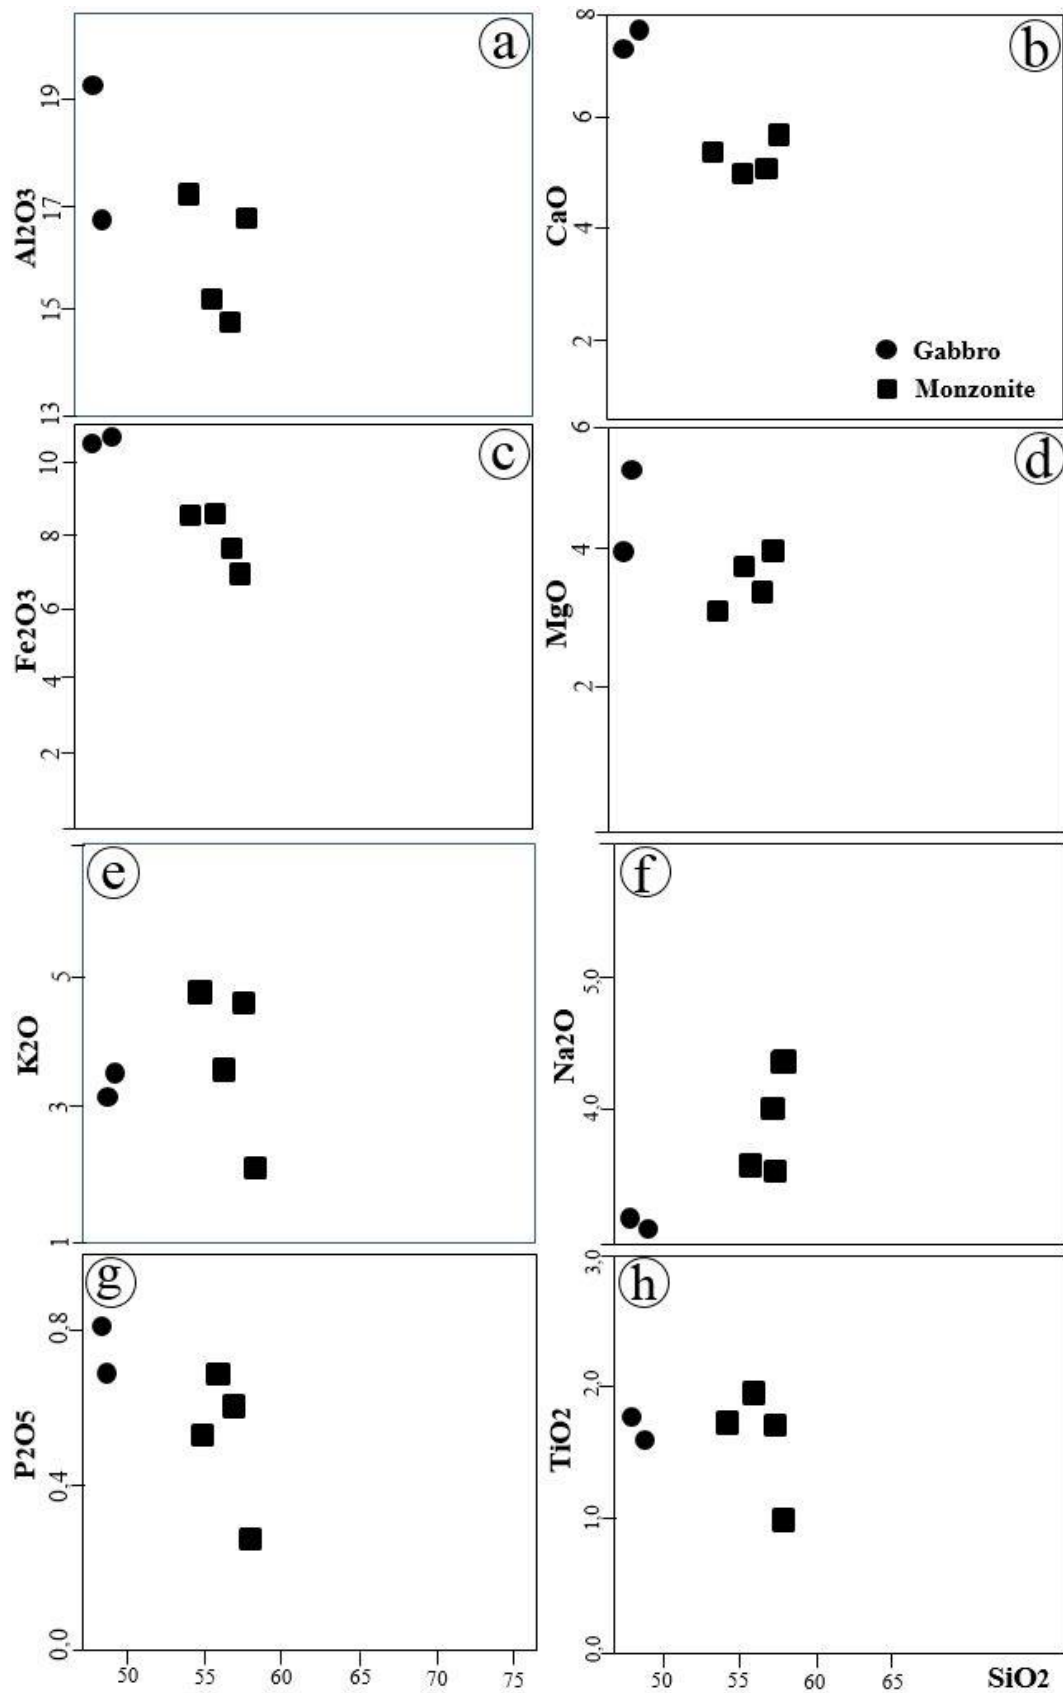 a
19
17
15
13
Al2O3
b
8
6
4
2
CaO
Gabbro
Monzonite
c
10
8
6
4
2
Fe2O3
d
6
4
2
MgO
e
5
3
1
K2O
f
5,0
4,0
Na2O
g
0,8
0,4
0,0
P2O5
h
3,0
2,0
1,0
0,0
TiO2
50 55 60 65 70 75
50 55 60 65 SiO2